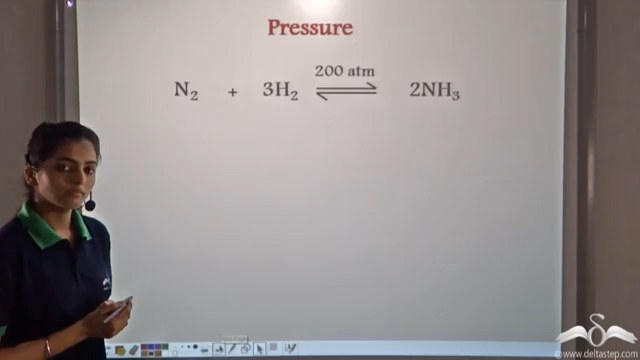 Pressure
200 atm
N₂ + 3H₂ ⇌ 2NH₃
www.deltastep.com